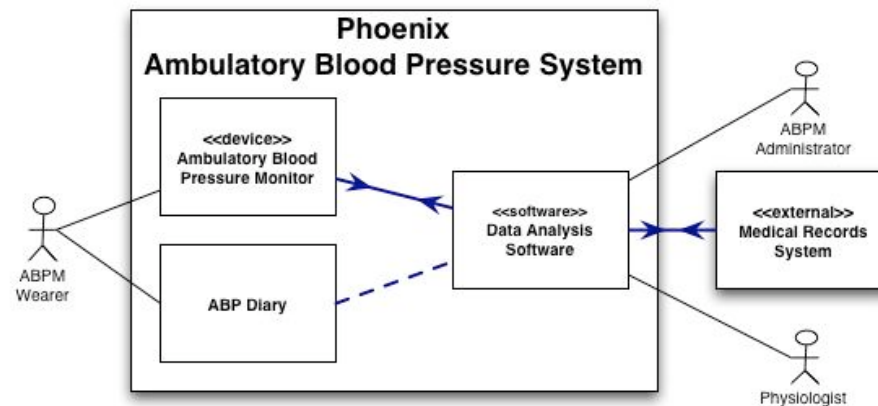 Phoenix
Ambulatory Blood Pressure System
<<device>>
Ambulatory Blood
Pressure Monitor
ABP Diary
<<software>>
Data Analysis
Software
<<external>>
Medical Records
System
ABPM
Wearer
ABPM
Administrator
Physiologist